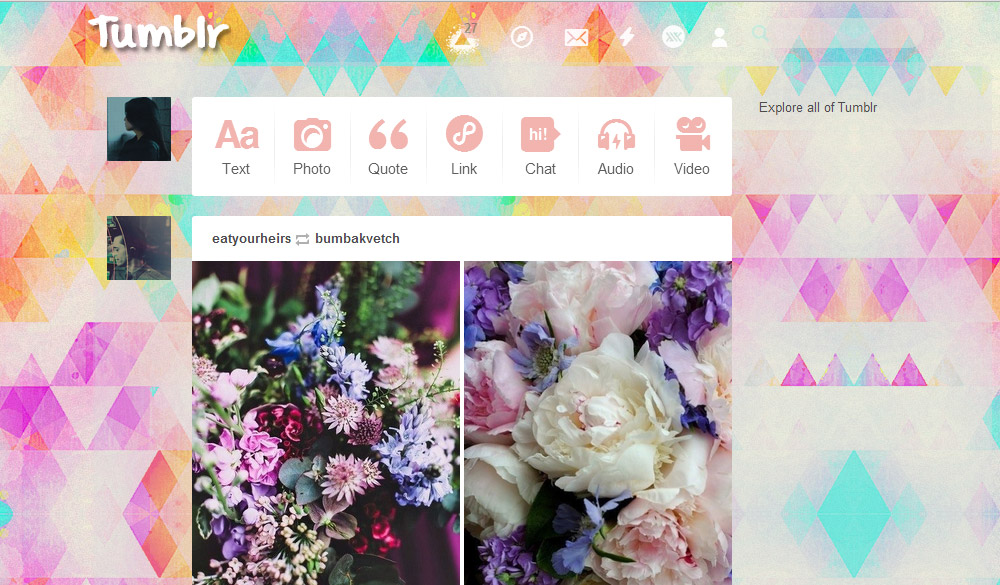 Tumblr
27
Explore all of Tumblr
Aa
hi!
Text Photo Quote Link Chat Audio Video
eatyourheirs bumbakvetch